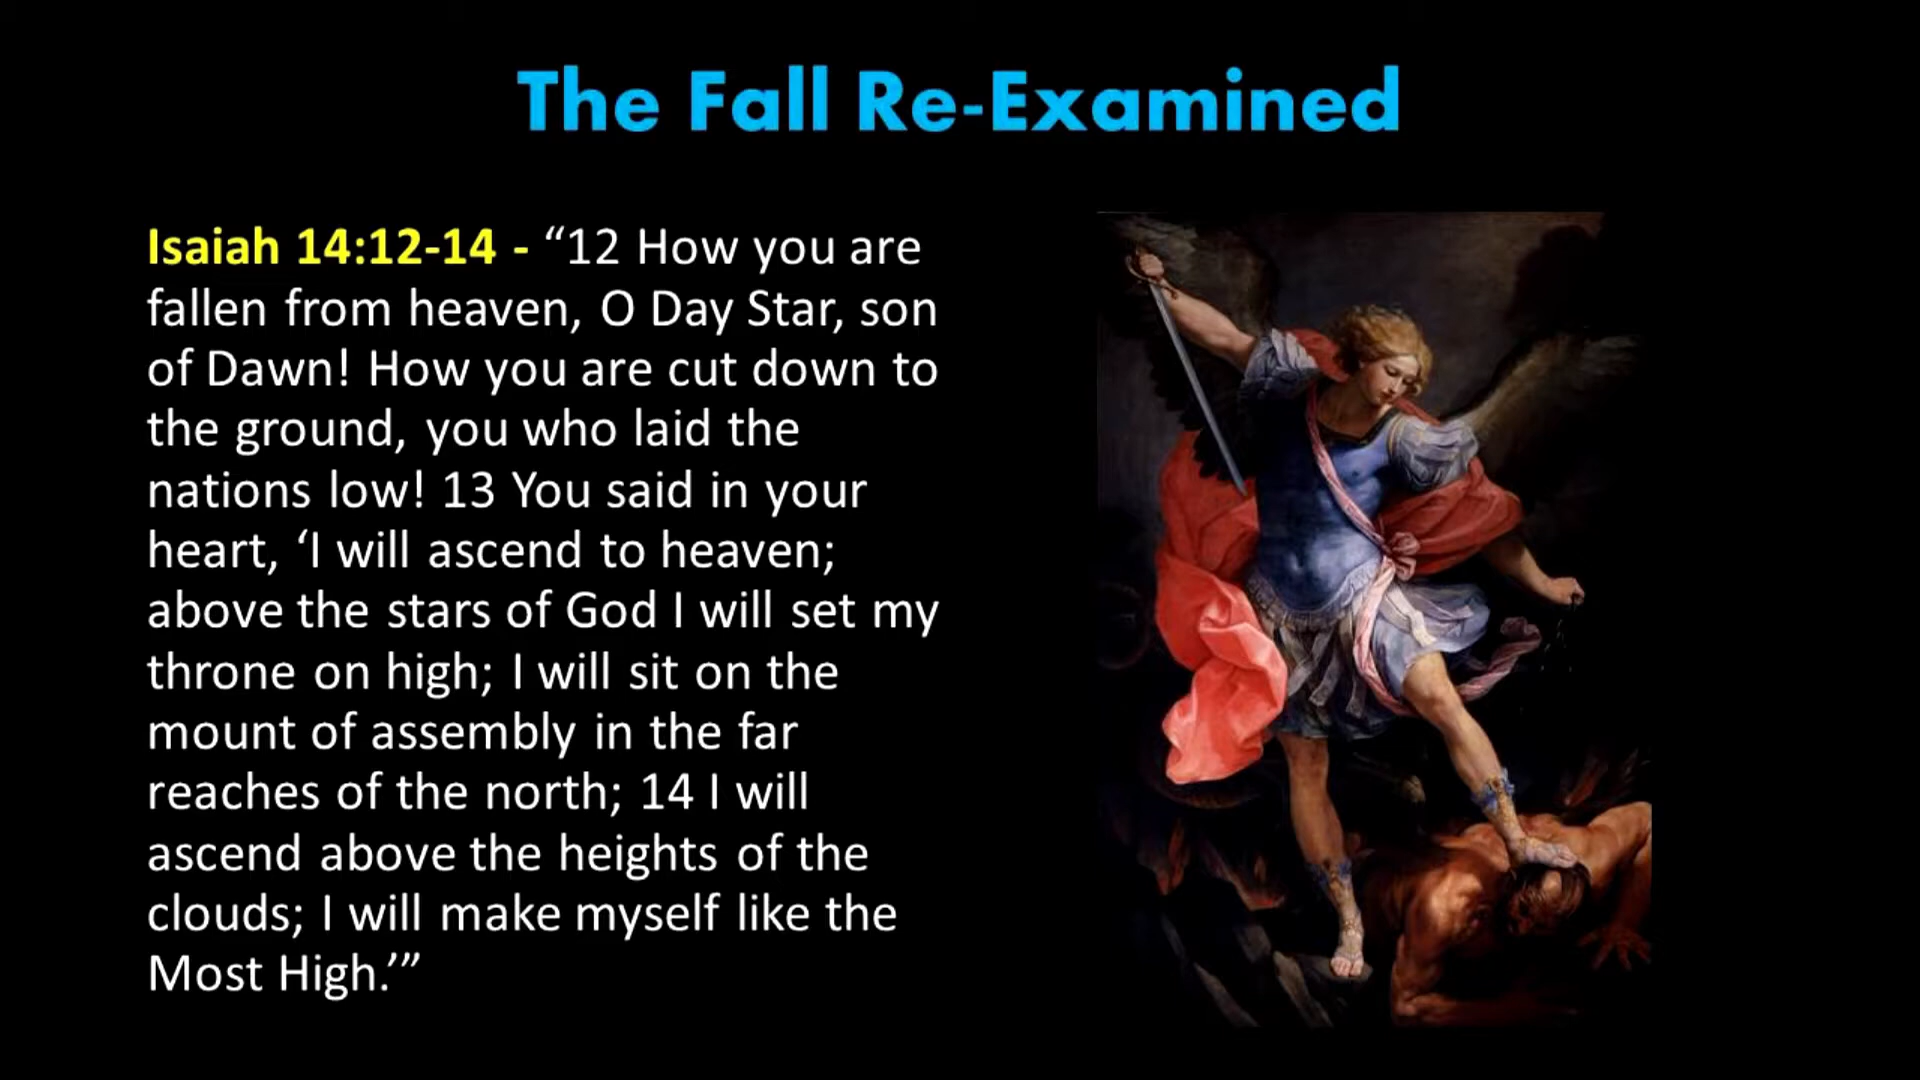 The Fall Re-Examined
Isaiah 14:12-14 - “12 How you are
fallen from heaven, O Day Star, son
of Dawn! How you are cut down to
the ground, you who laid the
nations low! 13 You said in your
heart, ‘I will ascend to heaven;
above the stars of God I will set my
throne on high; I will sit on the
mount of assembly in the far
reaches of the north; 14 I will
ascend above the heights of the
clouds; I will make myself like the
Most High.’”